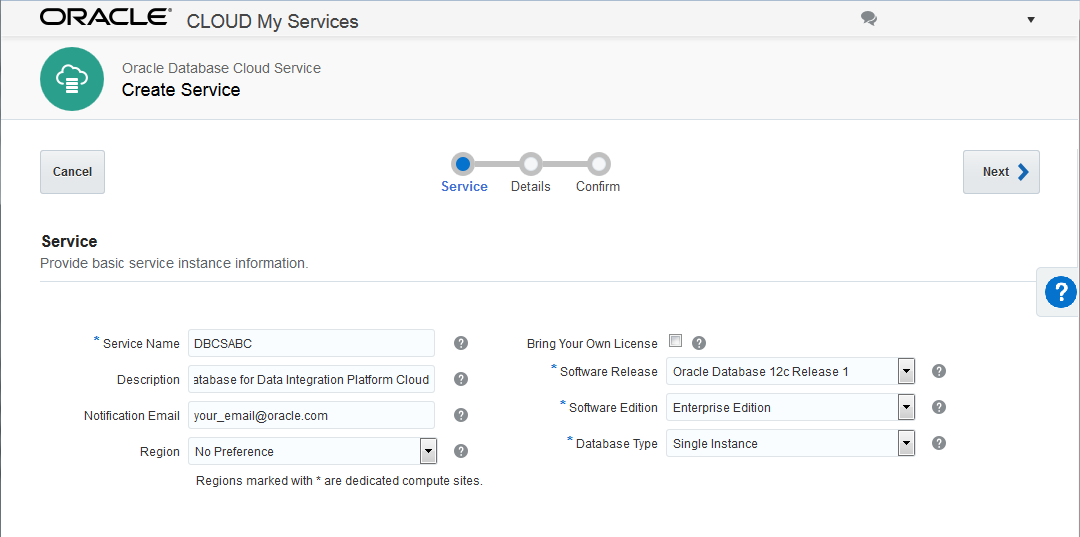 ORACLE® CLOUD My Services
Oracle Database Cloud Service
Create Service
Cancel
Service Details Confirm
Next
Service
Provide basic service instance information.
?
* Service Name DBCSABC ?
Description atabase for Data Integration Platform Cloud ?
Notification Email your_email@oracle.com ?
Region No Preference ?
Regions marked with * are dedicated compute sites.
Bring Your Own License ?
* Software Release Oracle Database 12c Release 1 ?
* Software Edition Enterprise Edition ?
* Database Type Single Instance ?